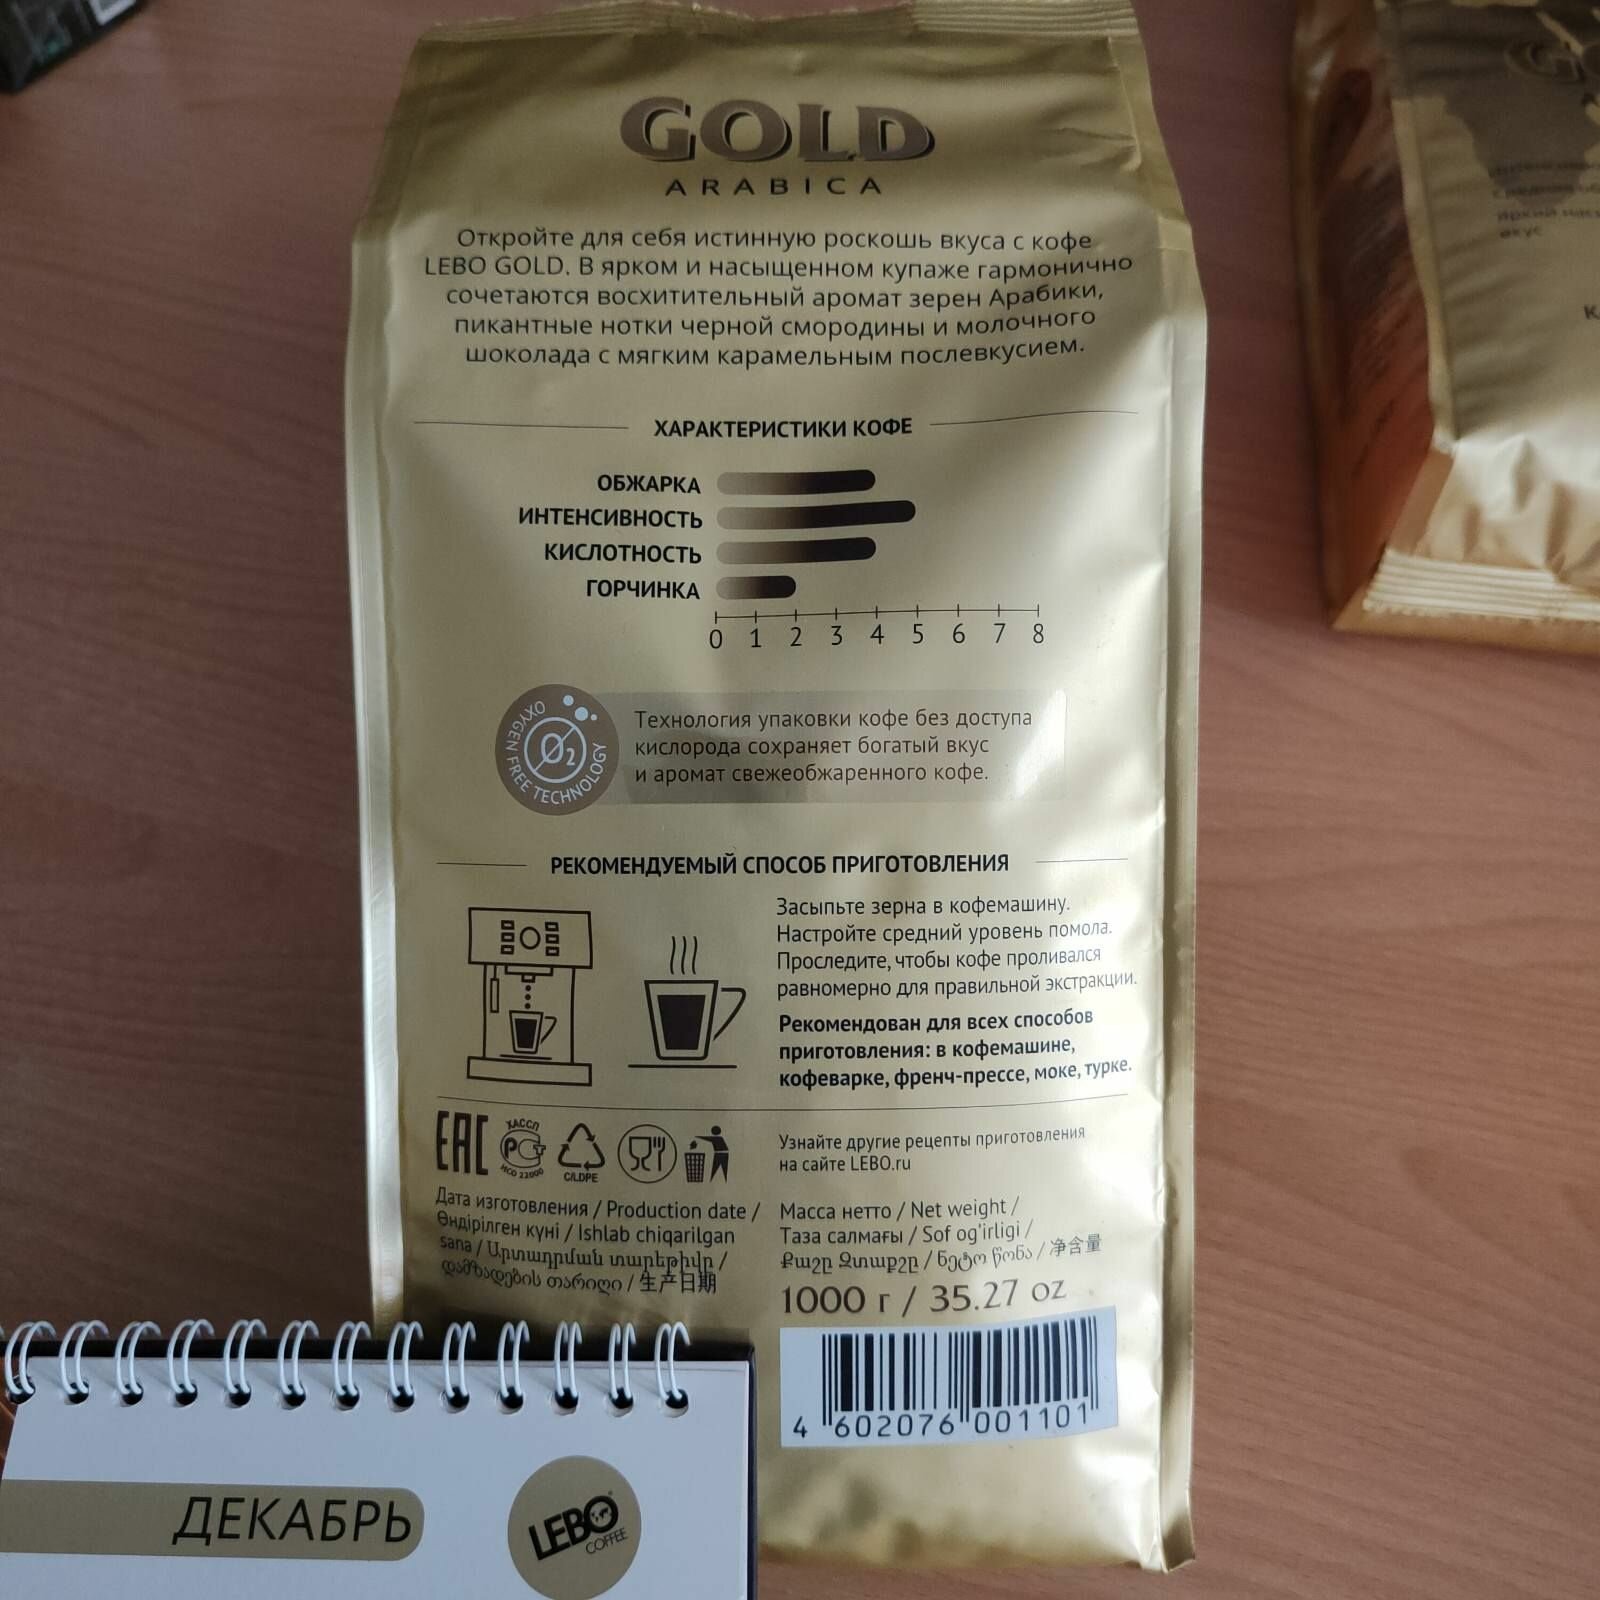 GOLD
ARABICA
Откройте для себя истинную роскошь вкуса с кофе
LEBO GOLD. В ярком и насыщенном купаже гармонично
сочетаются восхитительный аромат зерен Арабики,
пикантные нотки черной смородины и молочного
шоколада с мягким карамельным послевкусием.
ХАРАКТЕРИСТИКИ КОФЕ
ОБЖАРКА
ИНТЕНСИВНОСТЬ
КИСЛОТНОСТЬ
ГОРЧИНКА
0 1 2 3 4 5 6 7 8
OXYGEN FREE TECHNOLOGY
O2
Технология упаковки кофе без доступа
кислорода сохраняет богатый вкус
и аромат свежеобжаренного кофе.
РЕКОМЕНДУЕМЫЙ СПОСОБ ПРИГОТОВЛЕНИЯ
Засыпьте зерна в кофемашину.
Настройте средний уровень помола.
Проследите, чтобы кофе проливался
равномерно для правильной экстракции.
Рекомендован для всех способов
приготовления: в кофемашине,
кофеварке, френч-прессе, моке, турке.
EAC
ХАССП
РСТ
ИСО 22000
C/LDPE
Узнайте другие рецепты приготовления
на сайте LEBO.ru
Дата изготовления / Production date /
Өндірілген күні / Ishlab chiqarilgan
sana / Արտադրման տարեթիվը /
დამზადების თარიღი / 生产日期
Масса нетто / Net weight /
Таза салмағы / Sof og'irligi /
Քաշը Զտաքշը / ნეტო წონა / 净含量
1000 г / 35.27 oz
4 602076 001101
ДЕКАБРЬ
LEBO
COFFEE